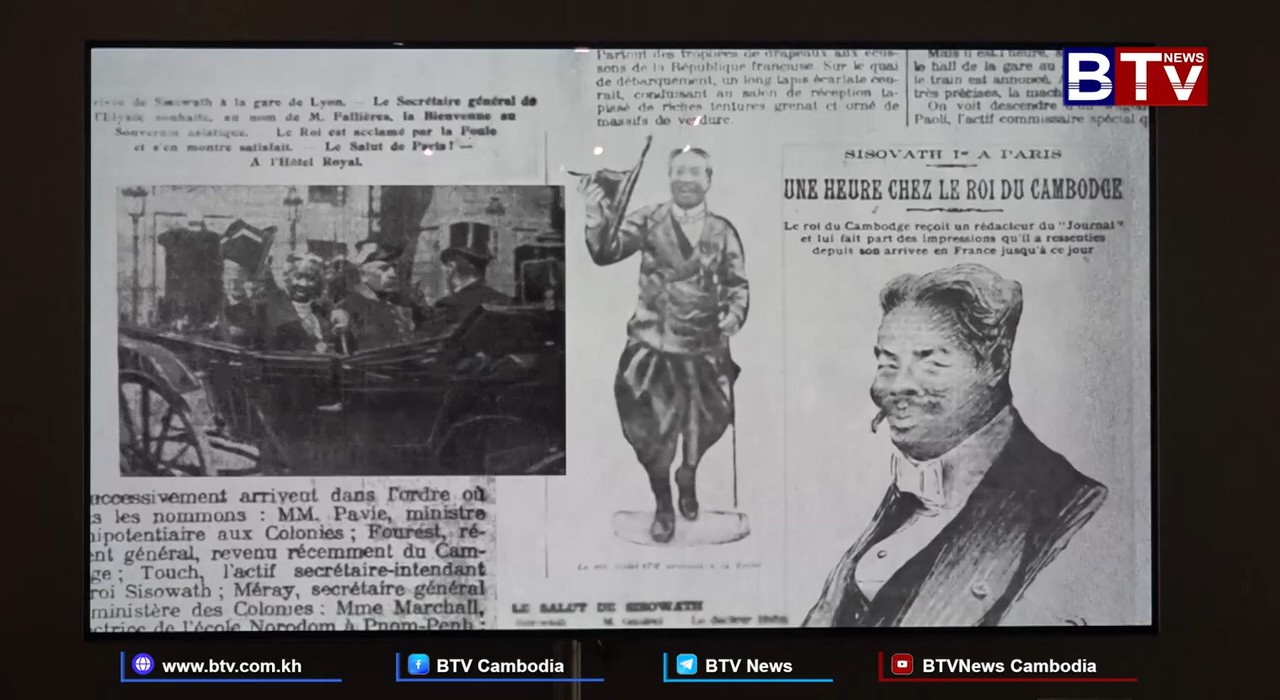 Partout des trophées de drapeaux aux écus-
sons de la République française. Sur le quai
de débarquement, un long tapis écarlate cou-
rait, conduisant au salon de réception ta-
pissé de riches tentures grenat et orné de
massifs de verdure.
Mais il est l'heure,
le hall de la gare au
le train est annoncé.
très précises, la mach
On voit descendre
Paoli, l'actif commissaire spécial q
BTV NEWS
de Sisowath à la gare de Lyon. — Le Secrétaire général de
l'Elysée souhaite, au nom de M. Fallières, la Bienvenue au
Souverain asiatique. Le Roi est acclamé par la Foule
et s'en montre satisfait. — Le Salut de Paris ! —
A l'Hôtel Royal.
SISOVATH Ier A PARIS
UNE HEURE CHEZ LE ROI DU CAMBODGE
Le roi du Cambodge reçoit un rédacteur du "Journal"
et lui fait part des impressions qu'il a ressenties
depuis son arrivée en France jusqu'à ce jour
uccessivement arrivent dans l'ordre où
s les nommons : MM. Pavie, ministre
nipotentiaire aux Colonies ; Fourest, ré-
ent général, revenu récemment du Cam-
ge ; Touch, l'actif secrétaire-intendant
roi Sisowath ; Méray, secrétaire général
ministère des Colonies ; Mme Marchall,
ctrice de l'école Norodom à Pnom-Penh ;
LE SALUT DE SISOWATH
www.btv.com.kh
BTV Cambodia
BTV News
BTVNews Cambodia